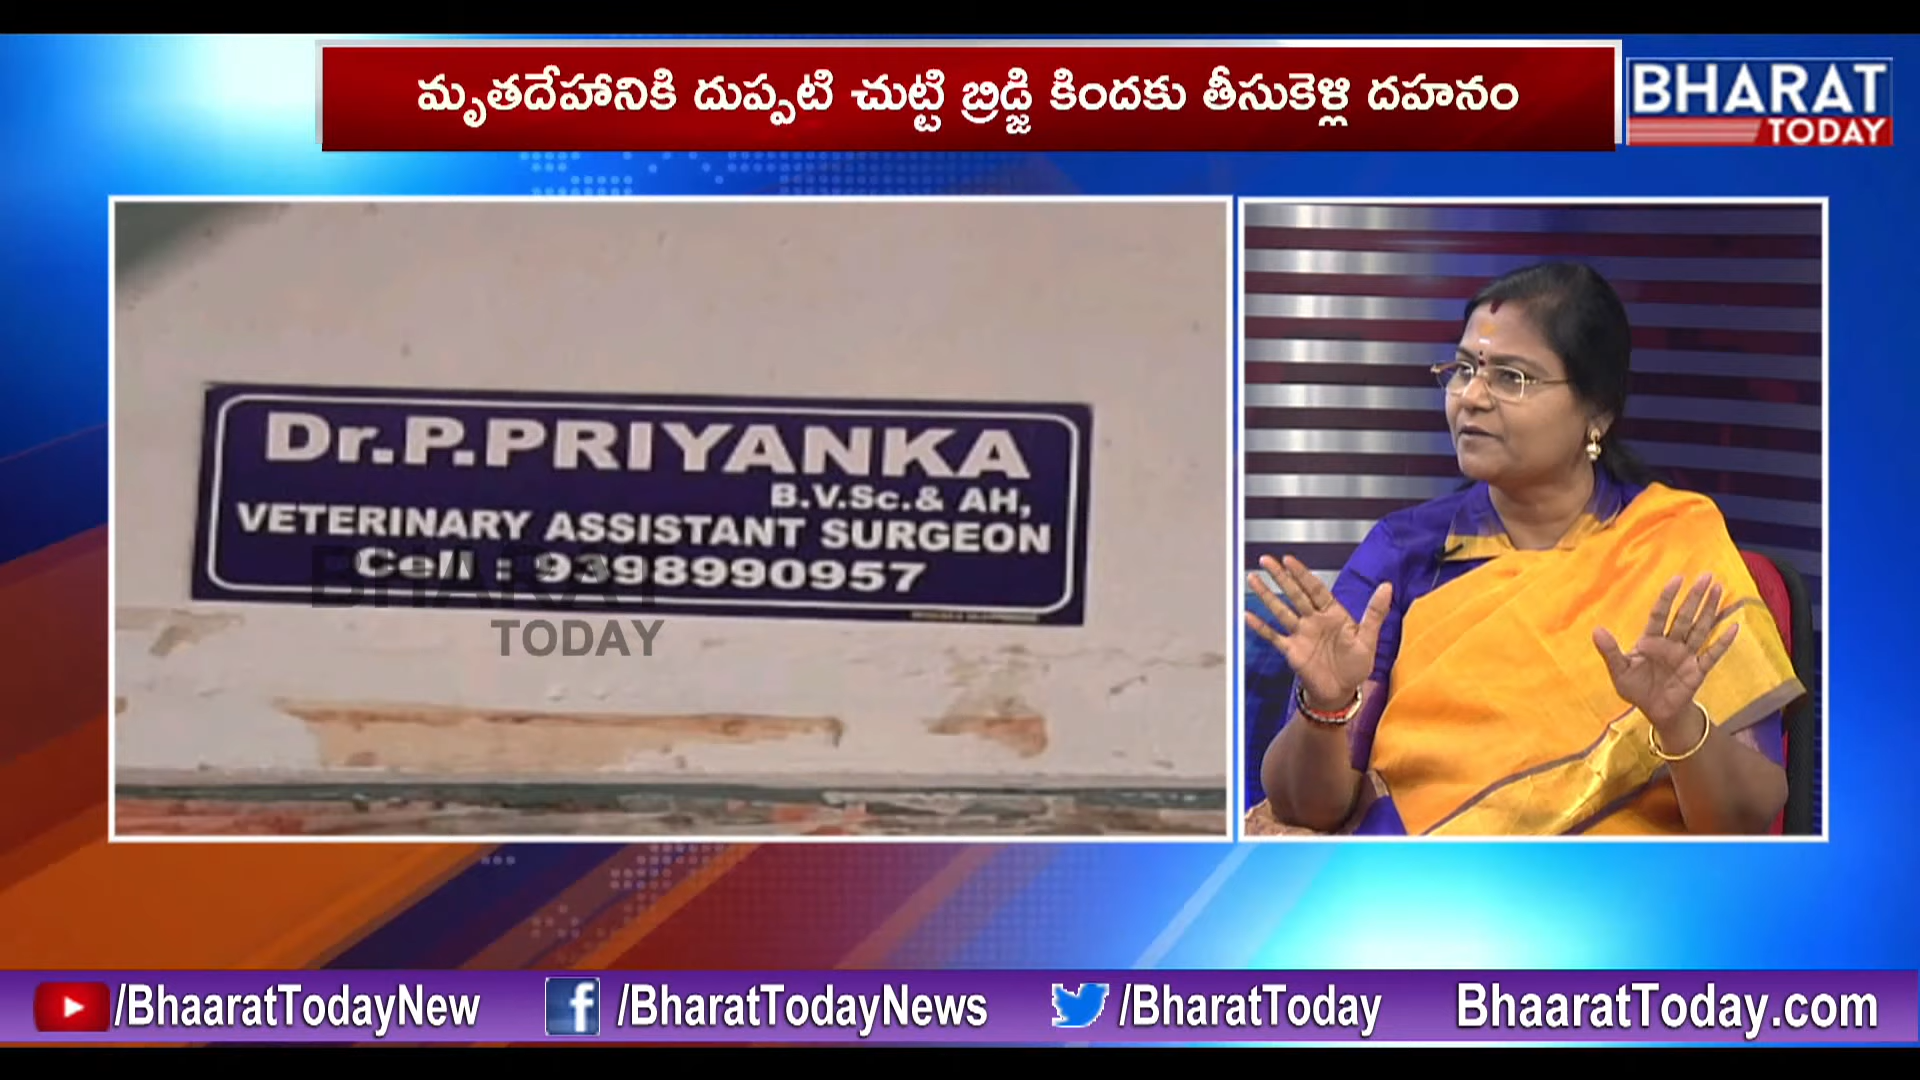 మృతదేహానికి దుప్పటి చుట్టి బ్రిడ్జి కిందకు తీసుకెళ్లి దహనం
BHARAT
TODAY
Dr.P.PRIYANKA
B.V.Sc.& AH,
VETERINARY ASSISTANT SURGEON
Cell : 9398990957
BHARAT
TODAY
/BhaaratTodayNew
/BharatTodayNews
/BharatToday
BhaaratToday.com